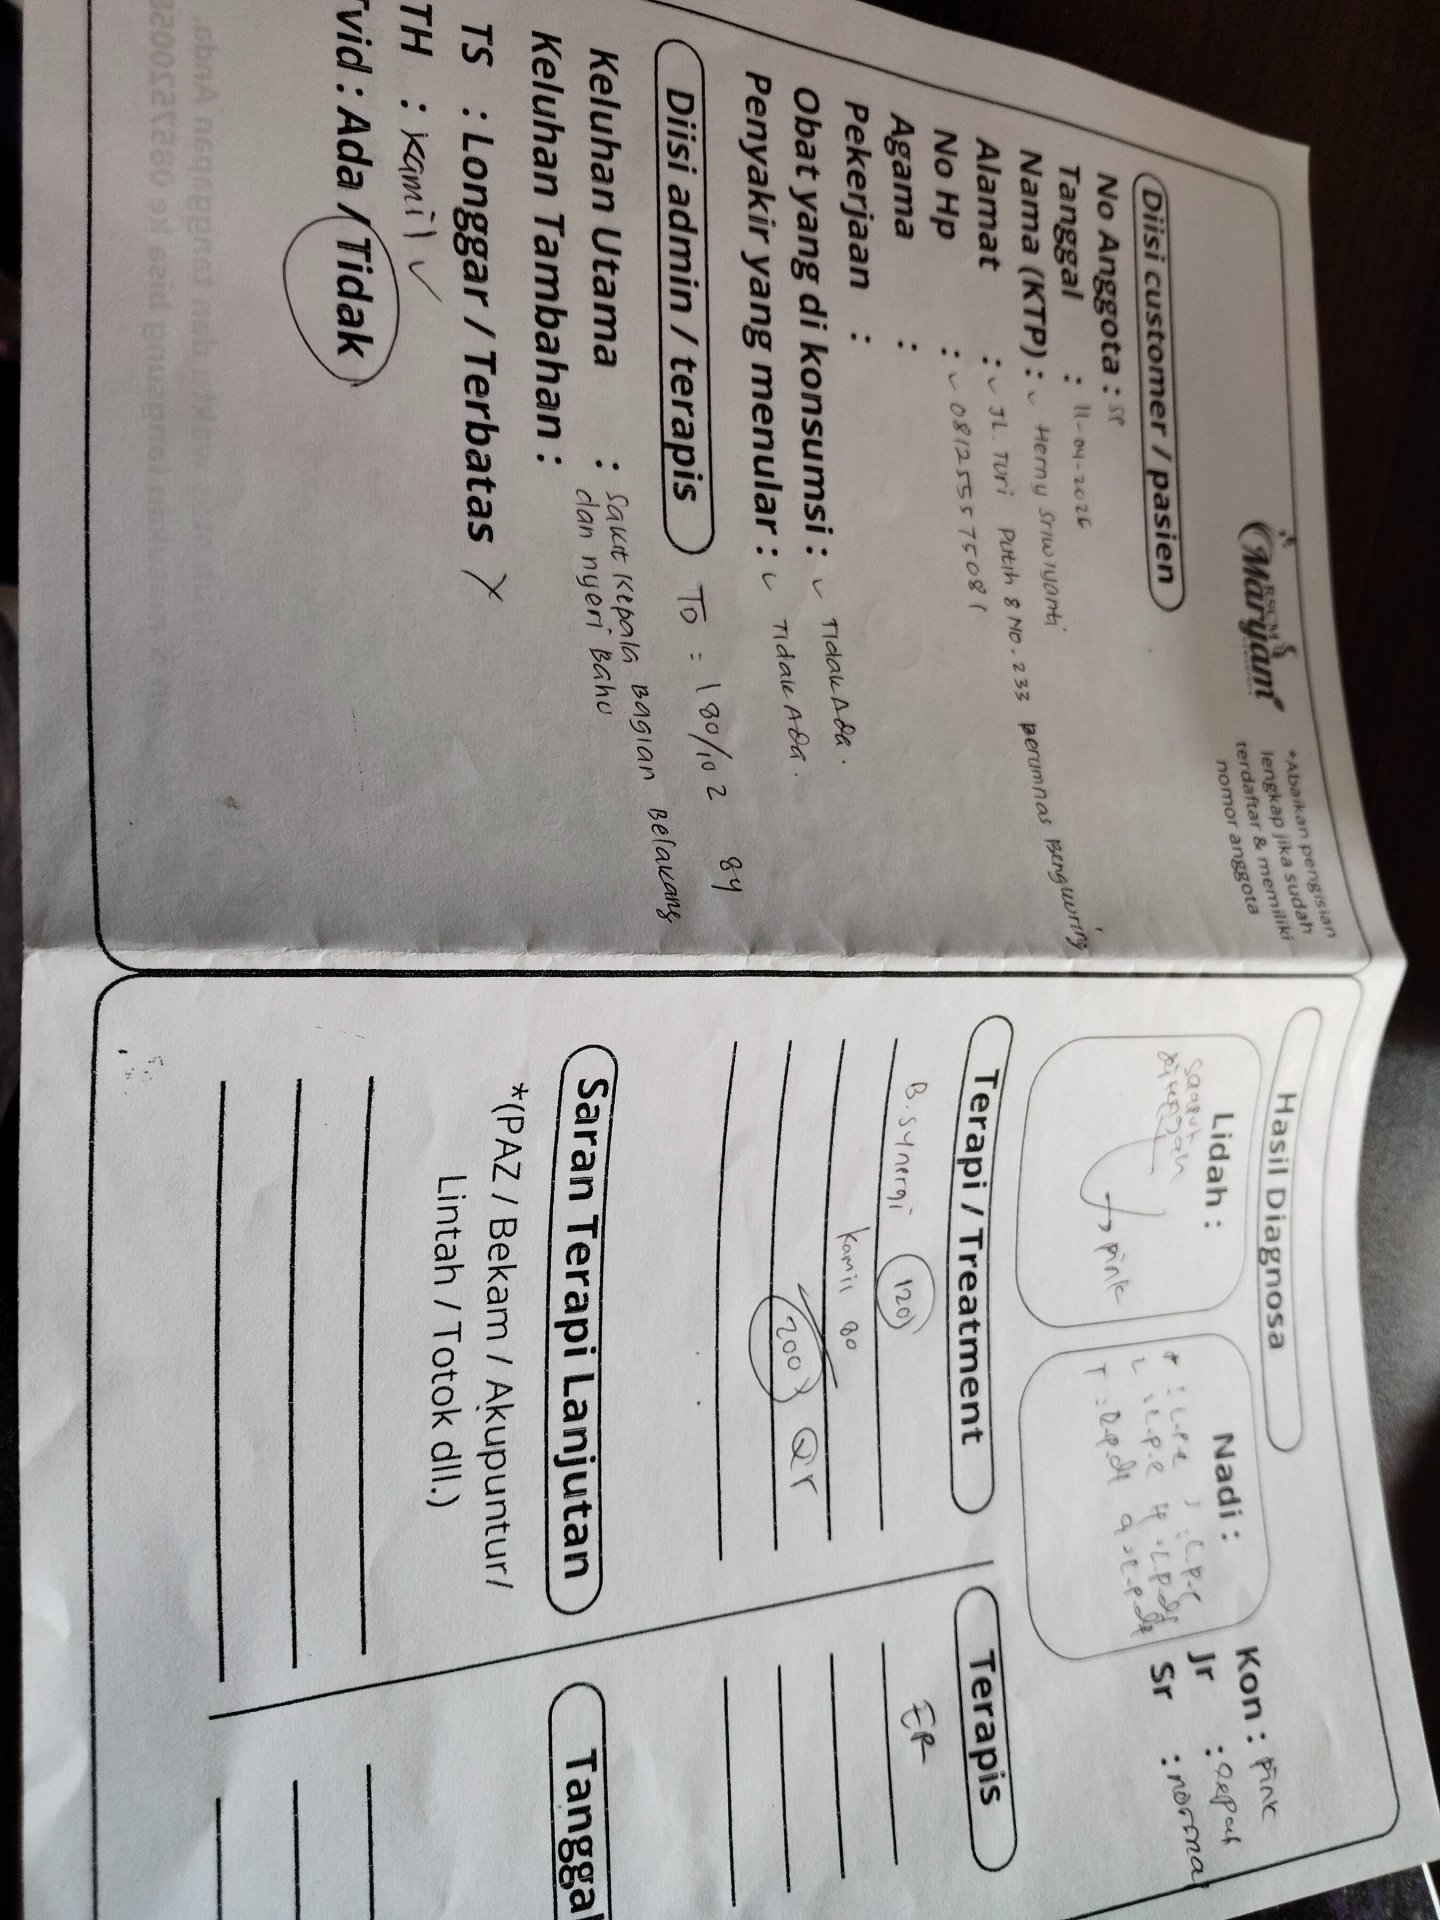 RSCM
Maryam
*Abaikan pengisian
lengkap jika sudah
terdaftar & memiliki
nomor anggota
Diisi customer / pasien
No Anggota : SP
Tanggal : 11-04-2026
Nama (KTP) : Herny Sriwiyanti
Alamat : JL. Turi Putih 8 No. 233 perumnas Bengkuring
No Hp : 081255575081
Agama :
Pekerjaan :
Obat yang di konsumsi : Tidak Ada.
Penyakir yang menular : Tidak Ada.
Diisi admin / terapis TD = 180/102 84
Keluhan Utama : Sakit Kepala Bagian Belakang
dan nyeri Bahu
Keluhan Tambahan :
TS : Longgar / Terbatas
TH : Kamil
vid : Ada / Tidak
Hasil Diagnosa
Lidah :
pink
Nadi :
Kon : pink
Jr :
Sr : normal
Terapi / Treatment
B. Synergi 120
Kamil 80
200 Qr
Terapis
ER
Saran Terapi Lanjutan
*(PAZ / Bekam / Akupuntur/
Lintah / Totok dll.)
Tanggal